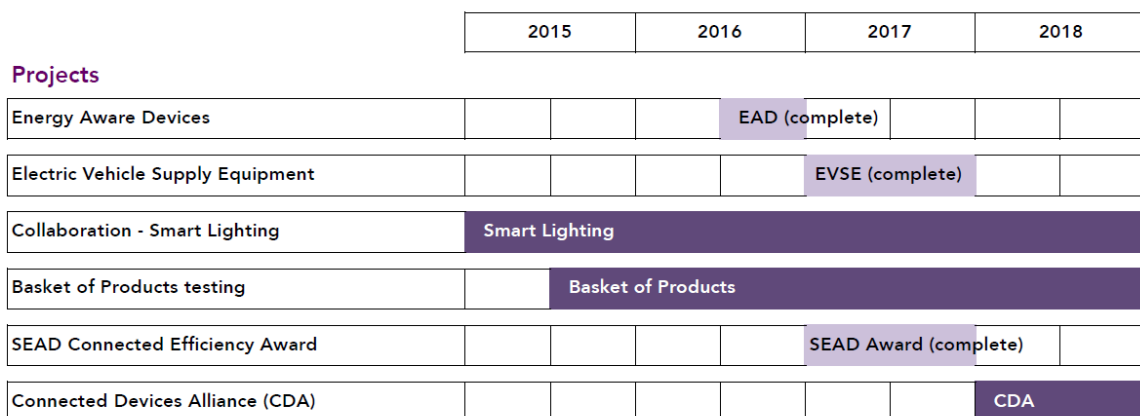 2015 2016 2017 2018
Projects
Energy Aware Devices EAD (complete)
Electric Vehicle Supply Equipment EVSE (complete)
Collaboration - Smart Lighting Smart Lighting
Basket of Products testing Basket of Products
SEAD Connected Efficiency Award SEAD Award (complete)
Connected Devices Alliance (CDA) CDA